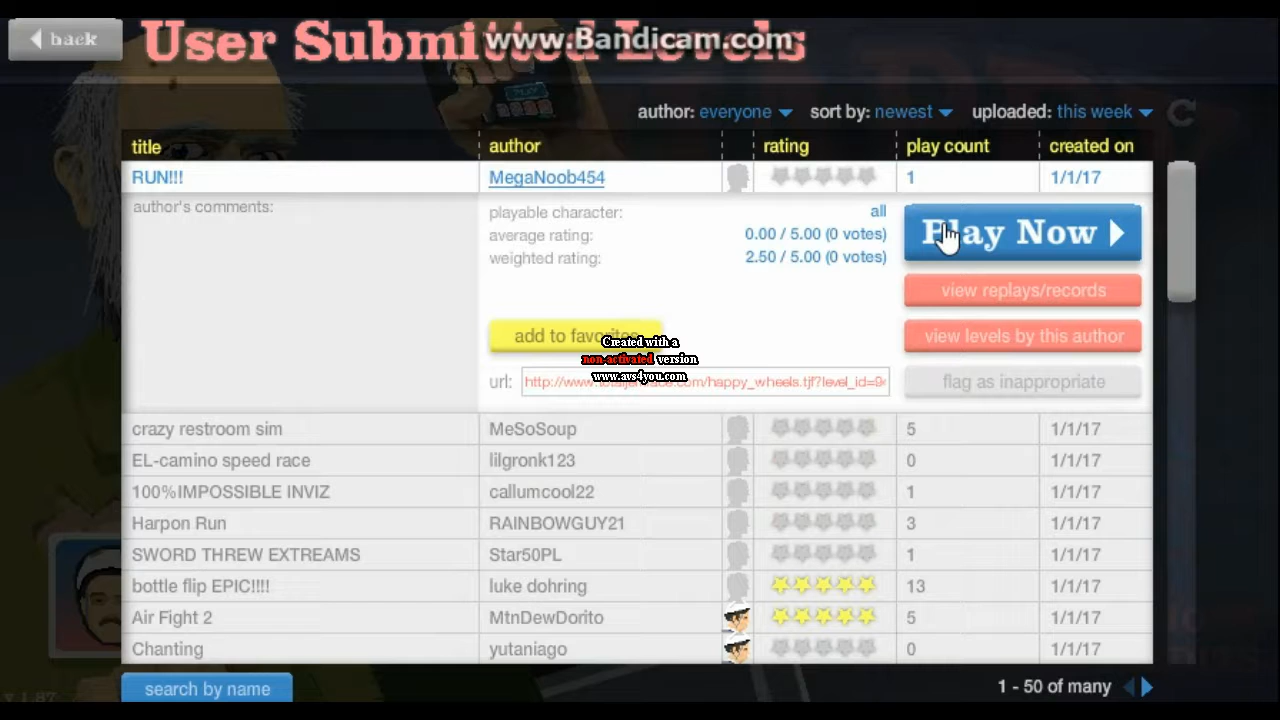 back
User Submitted Levels
www.Bandicam.com
author: everyone sort by: newest uploaded: this week
title author rating play count created on
RUN!!! MegaNoob454 1 1/1/17
author's comments:
playable character: all
average rating: 0.00 / 5.00 (0 votes)
weighted rating: 2.50 / 5.00 (0 votes)
Play Now
view replays/records
add to favorites
view levels by this author
Created with a
non-activated version
www.avs4you.com
url: flag as inappropriate
crazy restroom sim MeSoSoup 5 1/1/17
EL-camino speed race lilgronk123 0 1/1/17
100%IMPOSSIBLE INVIZ callumcool22 1 1/1/17
Harpon Run RAINBOWGUY21 3 1/1/17
SWORD THREW EXTREAMS Star50PL 1 1/1/17
bottle flip EPIC!!!! luke dohring 13 1/1/17
Air Fight 2 MtnDewDorito 5 1/1/17
Chanting yutaniago 0 1/1/17
search by name 1 - 50 of many
v 1.87